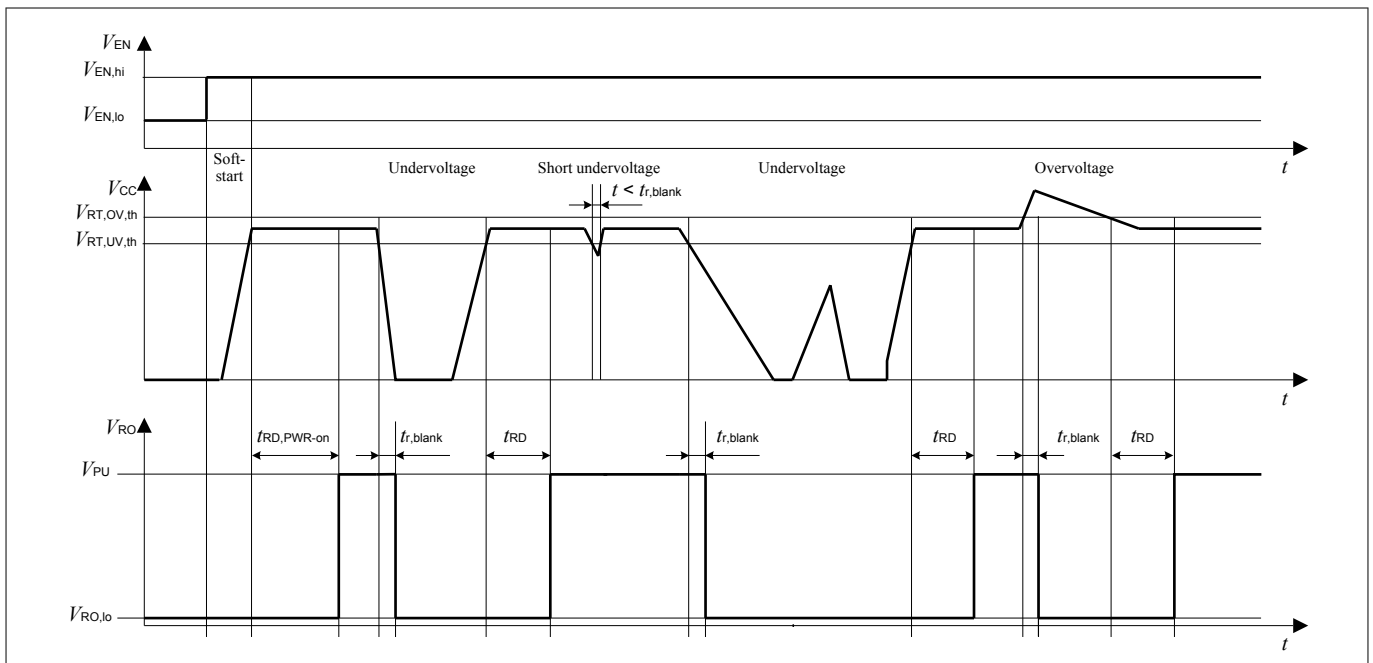 VEN
VEN,hi
VEN,lo
t
Soft-
start
Undervoltage
Short undervoltage
Undervoltage
Overvoltage
VCC
t < tr,blank
VRT,OV,th
VRT,UV,th
t
VRO
tRD,PWR-on
tr,blank
tRD
tr,blank
tRD
tr,blank
tRD
VPU
VRO,lo
t